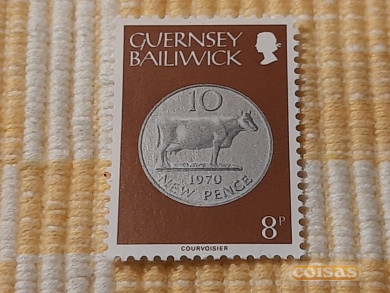 GUERNSEY
BAILIWICK
10
1970
NEW PENCE
8P
COURVOISIER
coisas